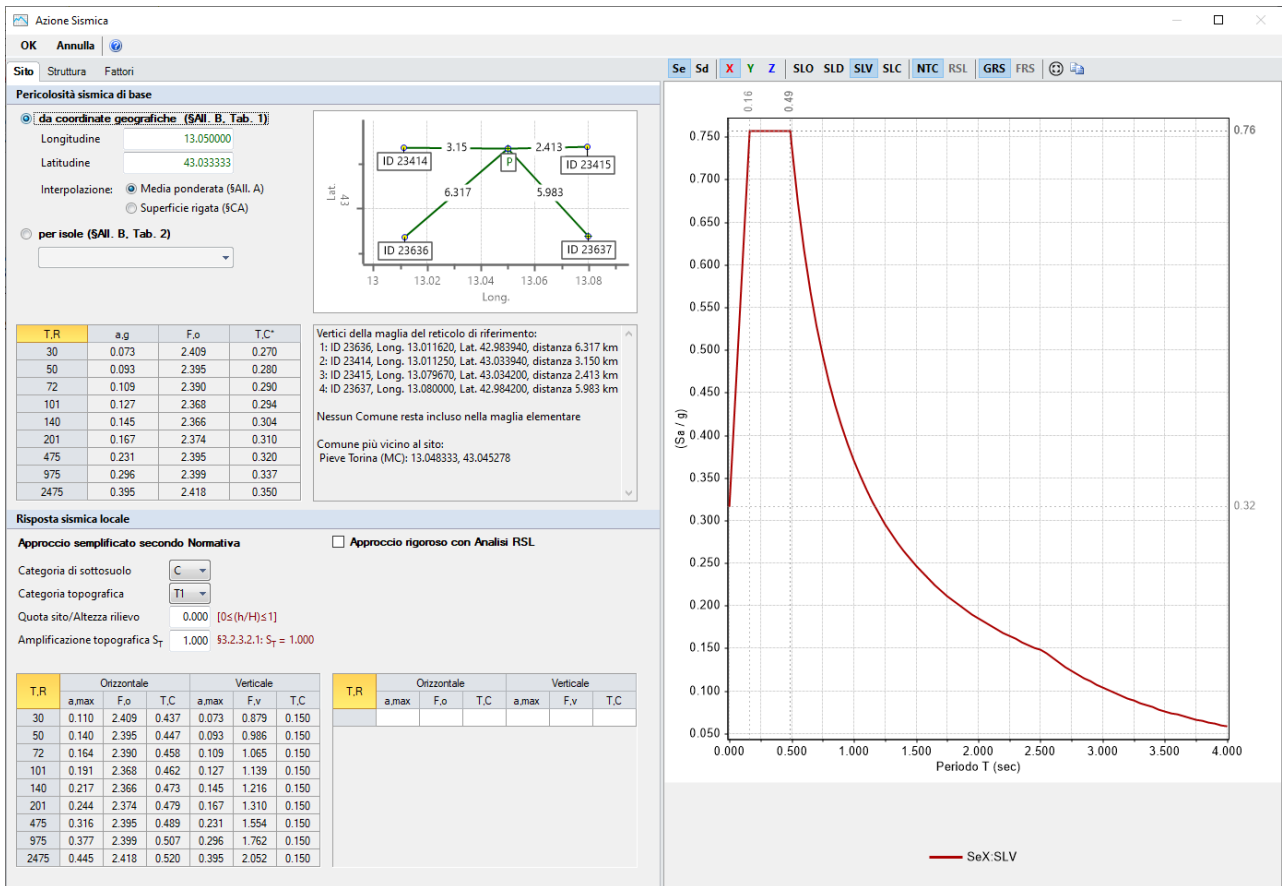 Azione Sismica
OK Annulla
Sito Struttura Fattori
Pericolosità sismica di base
da coordinate geografiche (§All. B, Tab. 1)
Longitudine 13.050000
Latitudine 43.033333
Interpolazione: Media ponderata (§All. A)
Superficie rigata (§CA)
per isole (§All. B, Tab. 2)
Lat.
43
ID 23414 3.15 P 2.413 ID 23415
6.317 5.983
ID 23636 ID 23637
13 13.02 13.04 13.06 13.08
Long.
T,R a,g F,o T,C*
30 0.073 2.409 0.270
50 0.093 2.395 0.280
72 0.109 2.390 0.290
101 0.127 2.368 0.294
140 0.145 2.366 0.304
201 0.167 2.374 0.310
475 0.231 2.395 0.320
975 0.296 2.399 0.337
2475 0.395 2.418 0.350
Vertici della maglia del reticolo di riferimento:
1: ID 23636, Long. 13.011620, Lat. 42.983940, distanza 6.317 km
2: ID 23414, Long. 13.011250, Lat. 43.033940, distanza 3.150 km
3: ID 23415, Long. 13.079670, Lat. 43.034200, distanza 2.413 km
4: ID 23637, Long. 13.080000, Lat. 42.984200, distanza 5.983 km
Nessun Comune resta incluso nella maglia elementare
Comune più vicino al sito:
Pieve Torina (MC): 13.048333, 43.045278
Risposta sismica locale
Approccio semplificato secondo Normativa
Approccio rigoroso con Analisi RSL
Categoria di sottosuolo C
Categoria topografica T1
Quota sito/Altezza rilievo 0.000 [0≤(h/H)≤1]
Amplificazione topografica ST 1.000 §3.2.3.2.1: ST = 1.000
T,R Orizzontale Verticale
a,max F,o T,C a,max F,v T,C
30 0.110 2.409 0.437 0.073 0.879 0.150
50 0.140 2.395 0.447 0.093 0.986 0.150
72 0.164 2.390 0.458 0.109 1.065 0.150
101 0.191 2.368 0.462 0.127 1.139 0.150
140 0.217 2.366 0.473 0.145 1.216 0.150
201 0.244 2.374 0.479 0.167 1.310 0.150
475 0.316 2.395 0.489 0.231 1.554 0.150
975 0.377 2.399 0.507 0.296 1.762 0.150
2475 0.445 2.418 0.520 0.395 2.052 0.150
T,R Orizzontale Verticale
a,max F,o T,C a,max F,v T,C
Se Sd X Y Z SLO SLD SLV SLC NTC RSL GRS FRS
0.16 0.49
0.750 0.76
0.700
0.650
0.600
0.550
0.500
0.450
0.400
(Sa / g)
0.350
0.32
0.300
0.250
0.200
0.150
0.100
0.050
0.000 0.500 1.000 1.500 2.000 2.500 3.000 3.500 4.000
Periodo T (sec)
SeX:SLV